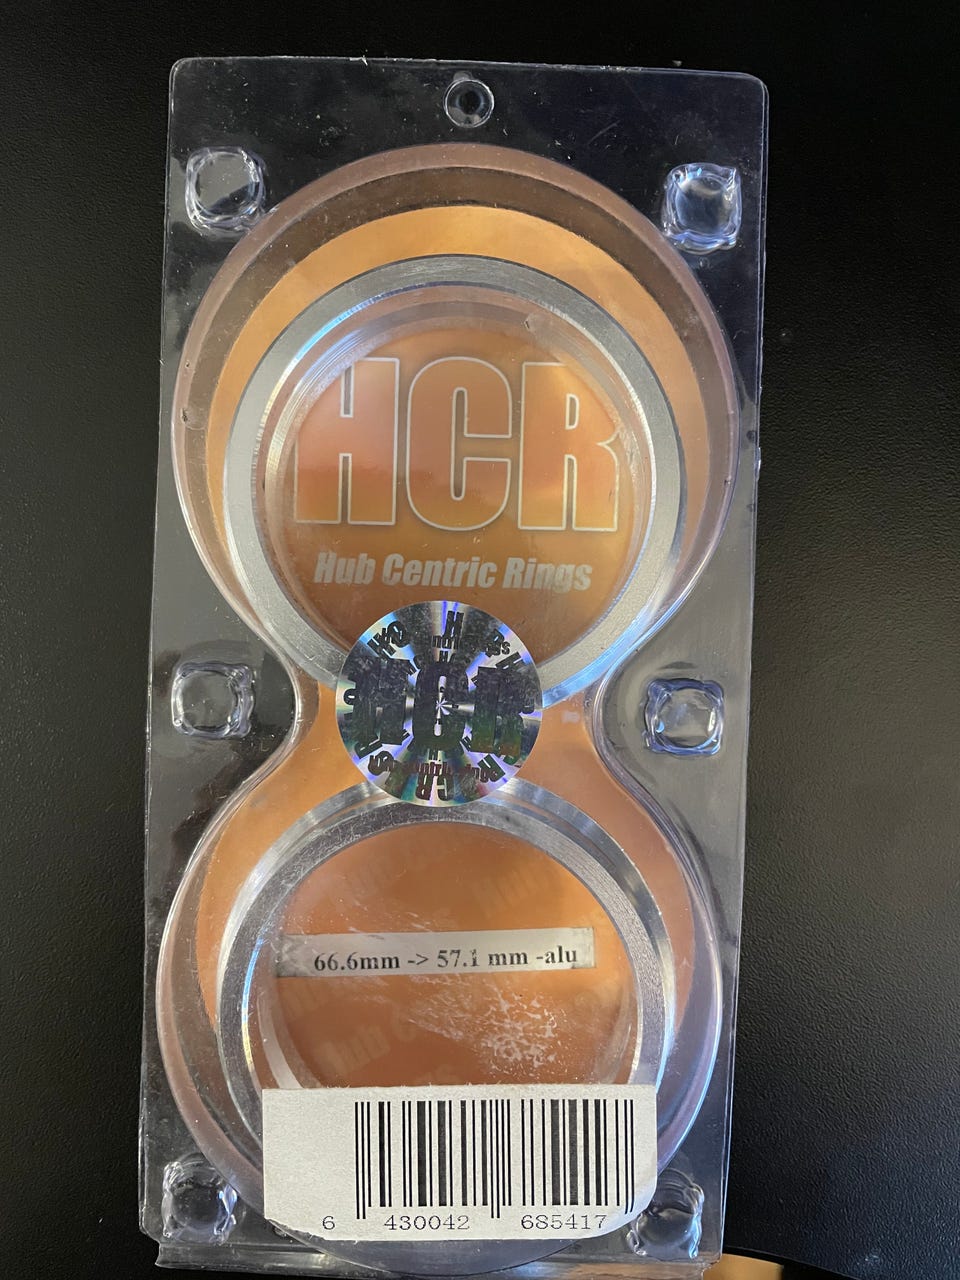 HCR
Hub Centric Rings
HCR
66.6mm -> 57.1 mm -alu
6 430042 685417